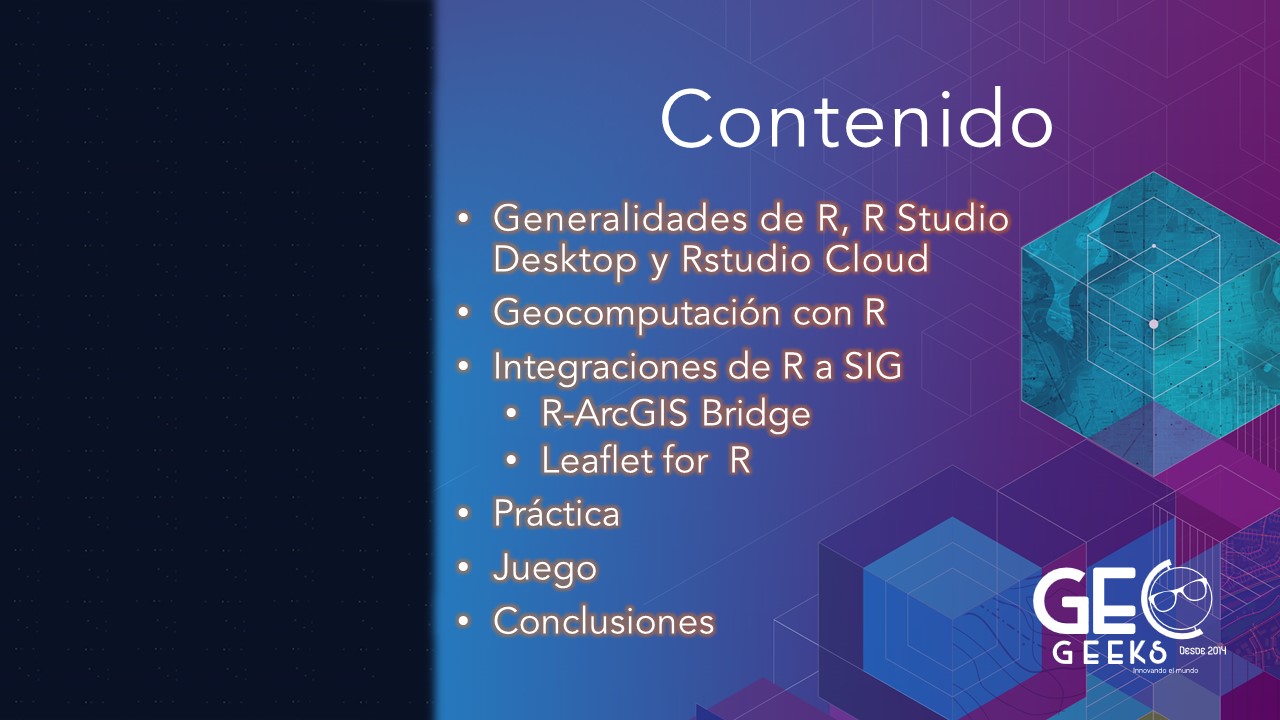 Contenido
• Generalidades de R, R Studio
Desktop y Rstudio Cloud
• Geocomputación con R
• Integraciones de R a SIG
• R-ArcGIS Bridge
• Leaflet for R
• Práctica
• Juego
• Conclusiones
GEO
GEEKS Desde 2014
Innovando el mundo